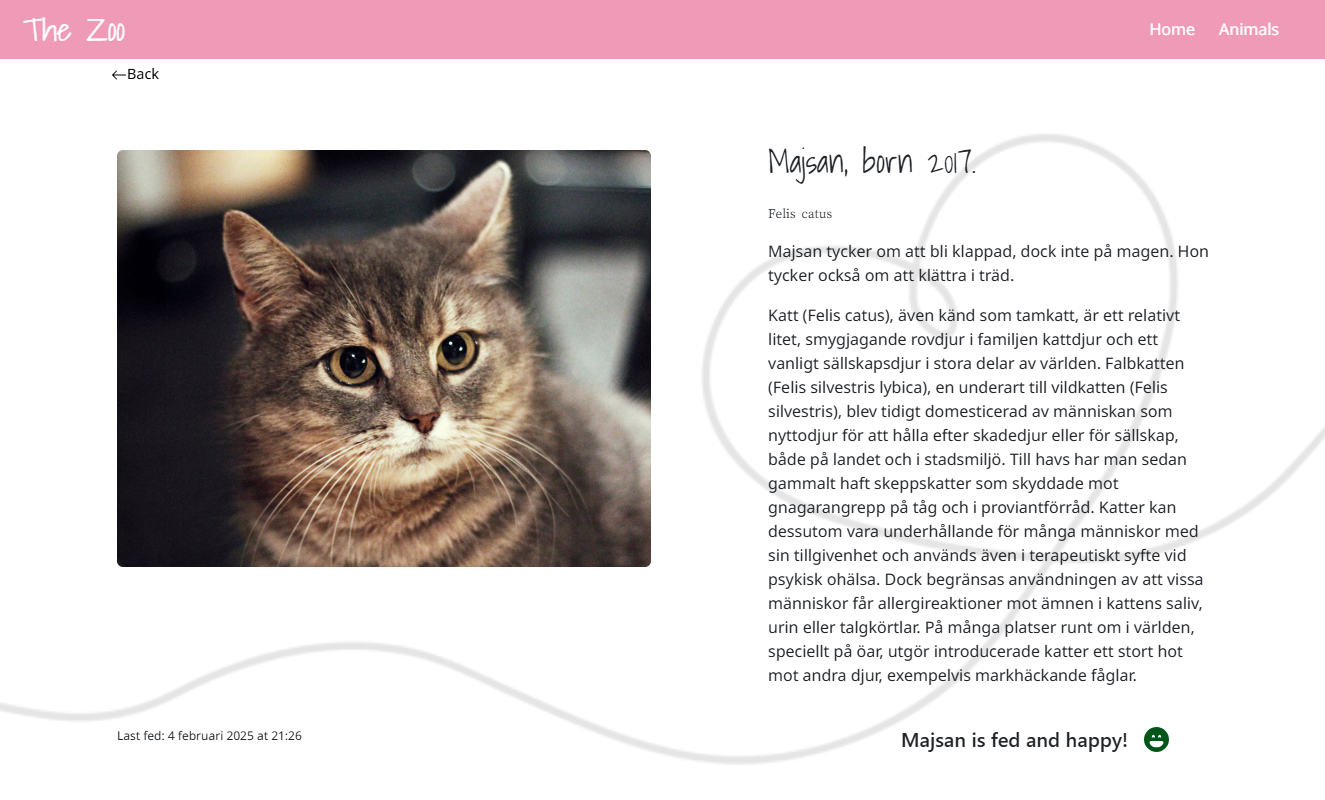 The Zoo
Home Animals
Back
Majsan, born 2017.
Felis catus
Majsan tycker om att bli klappad, dock inte på magen. Hon
tycker också om att klättra i träd.
Katt (Felis catus), även känd som tamkatt, är ett relativt
litet, smygjagande rovdjur i familjen kattdjur och ett
vanligt sällskapsdjur i stora delar av världen. Falbkatten
(Felis silvestris lybica), en underart till vildkatten (Felis
silvestris), blev tidigt domesticerad av människan som
nyttodjur för att hålla efter skadedjur eller för sällskap,
både på landet och i stadsmiljö. Till havs har man sedan
gammalt haft skeppskatter som skyddade mot
gnagarangrepp på tåg och i proviantförråd. Katter kan
dessutom vara underhållande för många människor med
sin tillgivenhet och används även i terapeutiskt syfte vid
psykisk ohälsa. Dock begränsas användningen av att vissa
människor får allergireaktioner mot ämnen i kattens saliv,
urin eller talgkörtlar. På många platser runt om i världen,
speciellt på öar, utgör introducerade katter ett stort hot
mot andra djur, exempelvis markhäckande fåglar.
Last fed: 4 februari 2025 at 21:26
Majsan is fed and happy!